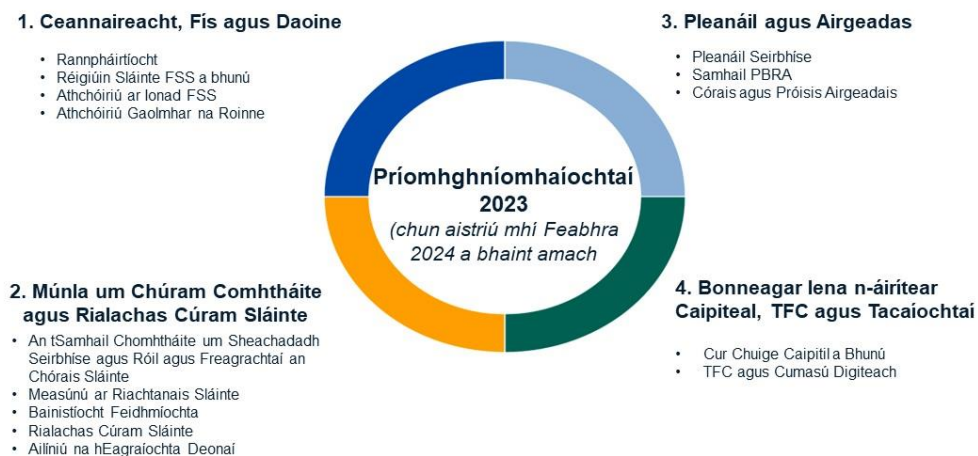 1. Ceannaireacht, Fís agus Daoine
• Rannpháirtíocht
• Réigiúin Sláinte FSS a bhunú
• Athchóiriú ar Ionad FSS
• Athchóiriú Gaolmhar na Roinne
2. Múnla um Chúram Comhtháite
agus Rialachas Cúram Sláinte
• An tSamhail Chomhtháite um Sheachadadh
Seirbhíse agus Róil agus Freagrachtaí an
Chórais Sláinte
• Measúnú ar Riachtanais Sláinte
• Bainistíocht Feidhmíochta
• Rialachas Cúram Sláinte
• Ailíniú na hEagraíochta Deonaí
Príomhghníomhaíochtaí
2023
(chun aistriú mhí Feabhra
2024 a bhaint amach
3. Pleanáil agus Airgeadas
• Pleanáil Seirbhíse
• Samhail PBRA
• Córais agus Próisis Airgeadais
4. Bonneagar lena n-áirítear
Caipiteal, TFC agus Tacaíochtaí
• Cur Chuige Caipitil a Bhunú
• TFC agus Cumasú Digiteach